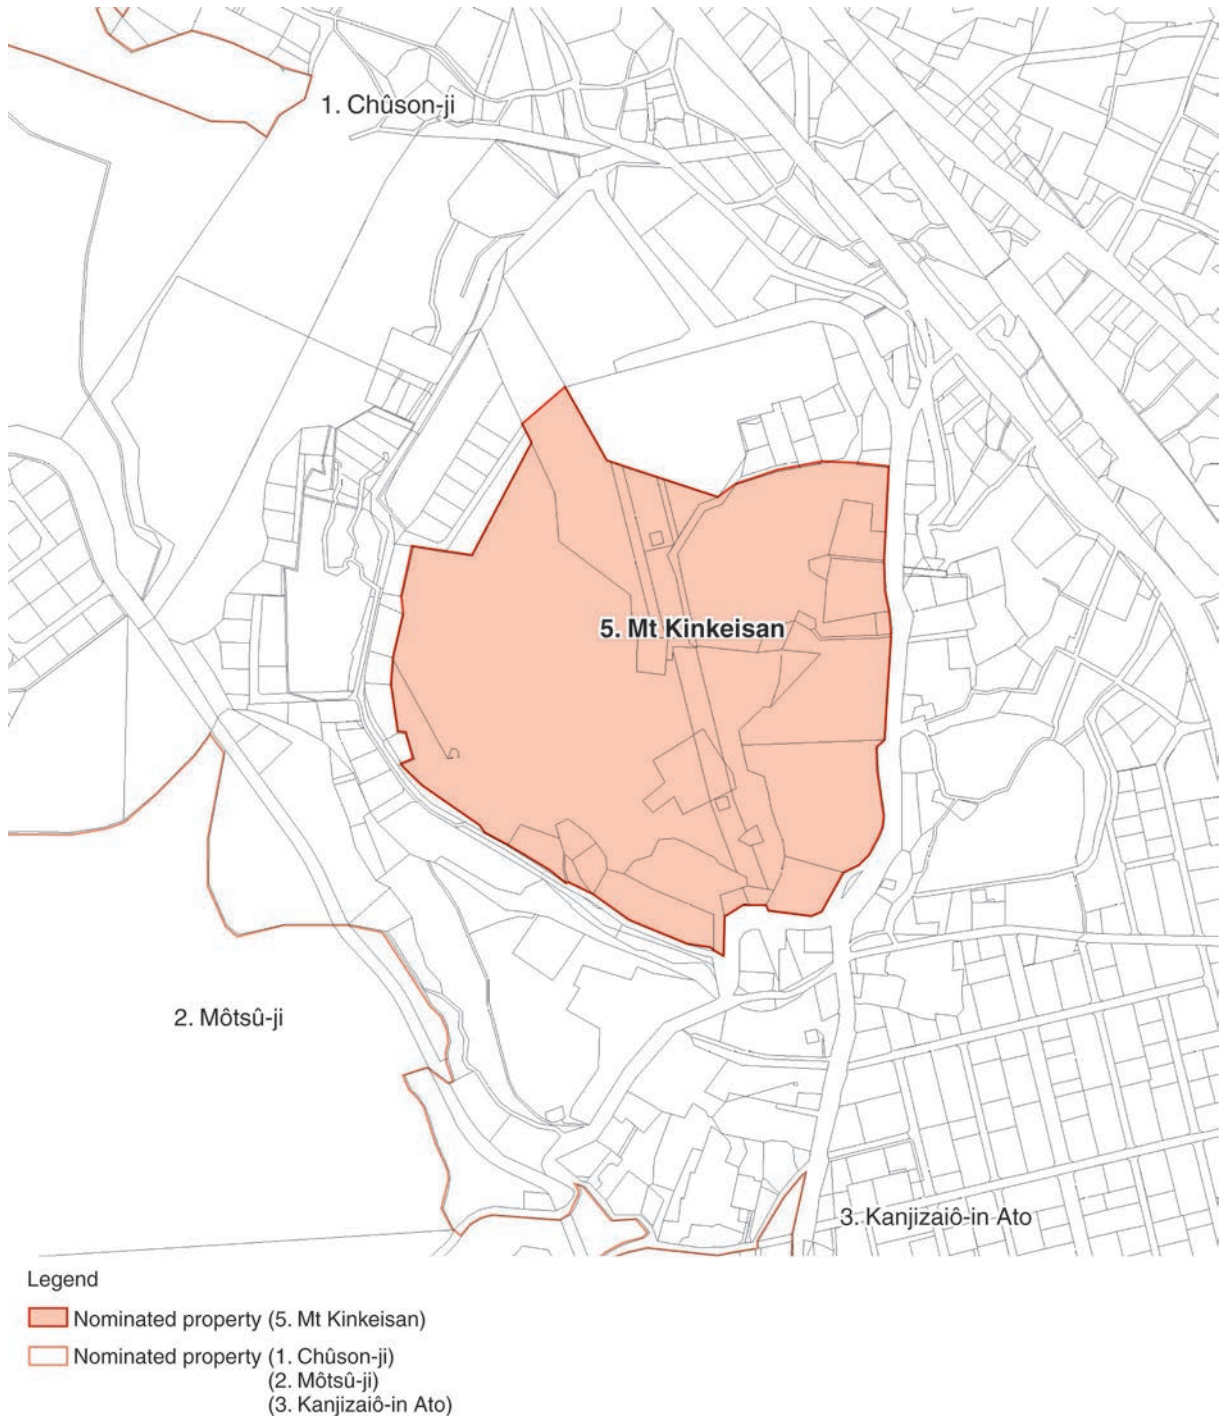 1. Chûson-ji
5. Mt Kinkeisan
2. Môtsû-ji
3. Kanjizaiô-in Ato
Legend
Nominated property (5. Mt Kinkeisan)
Nominated property (1. Chûson-ji)
(2. Môtsû-ji)
(3. Kanjizaiô-in Ato)